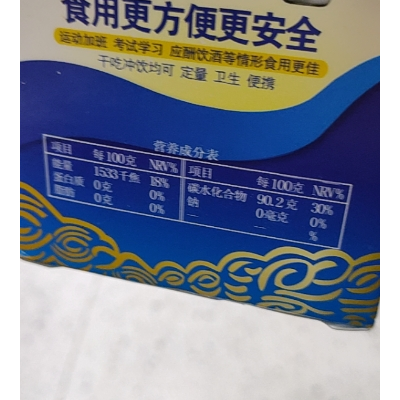 食用更方便更安全
运动加班 考试学习 应酬饮酒等情形食用更佳
干吃冲饮均可 定量 卫生 便携
营养成分表
项目 每100克 NRV% 项目 每100克 NRV%
能量 1533千焦 18% 碳水化合物 90.2克 30%
蛋白质 0克 0% 钠 0毫克 0%
脂肪 0克 0% — — %